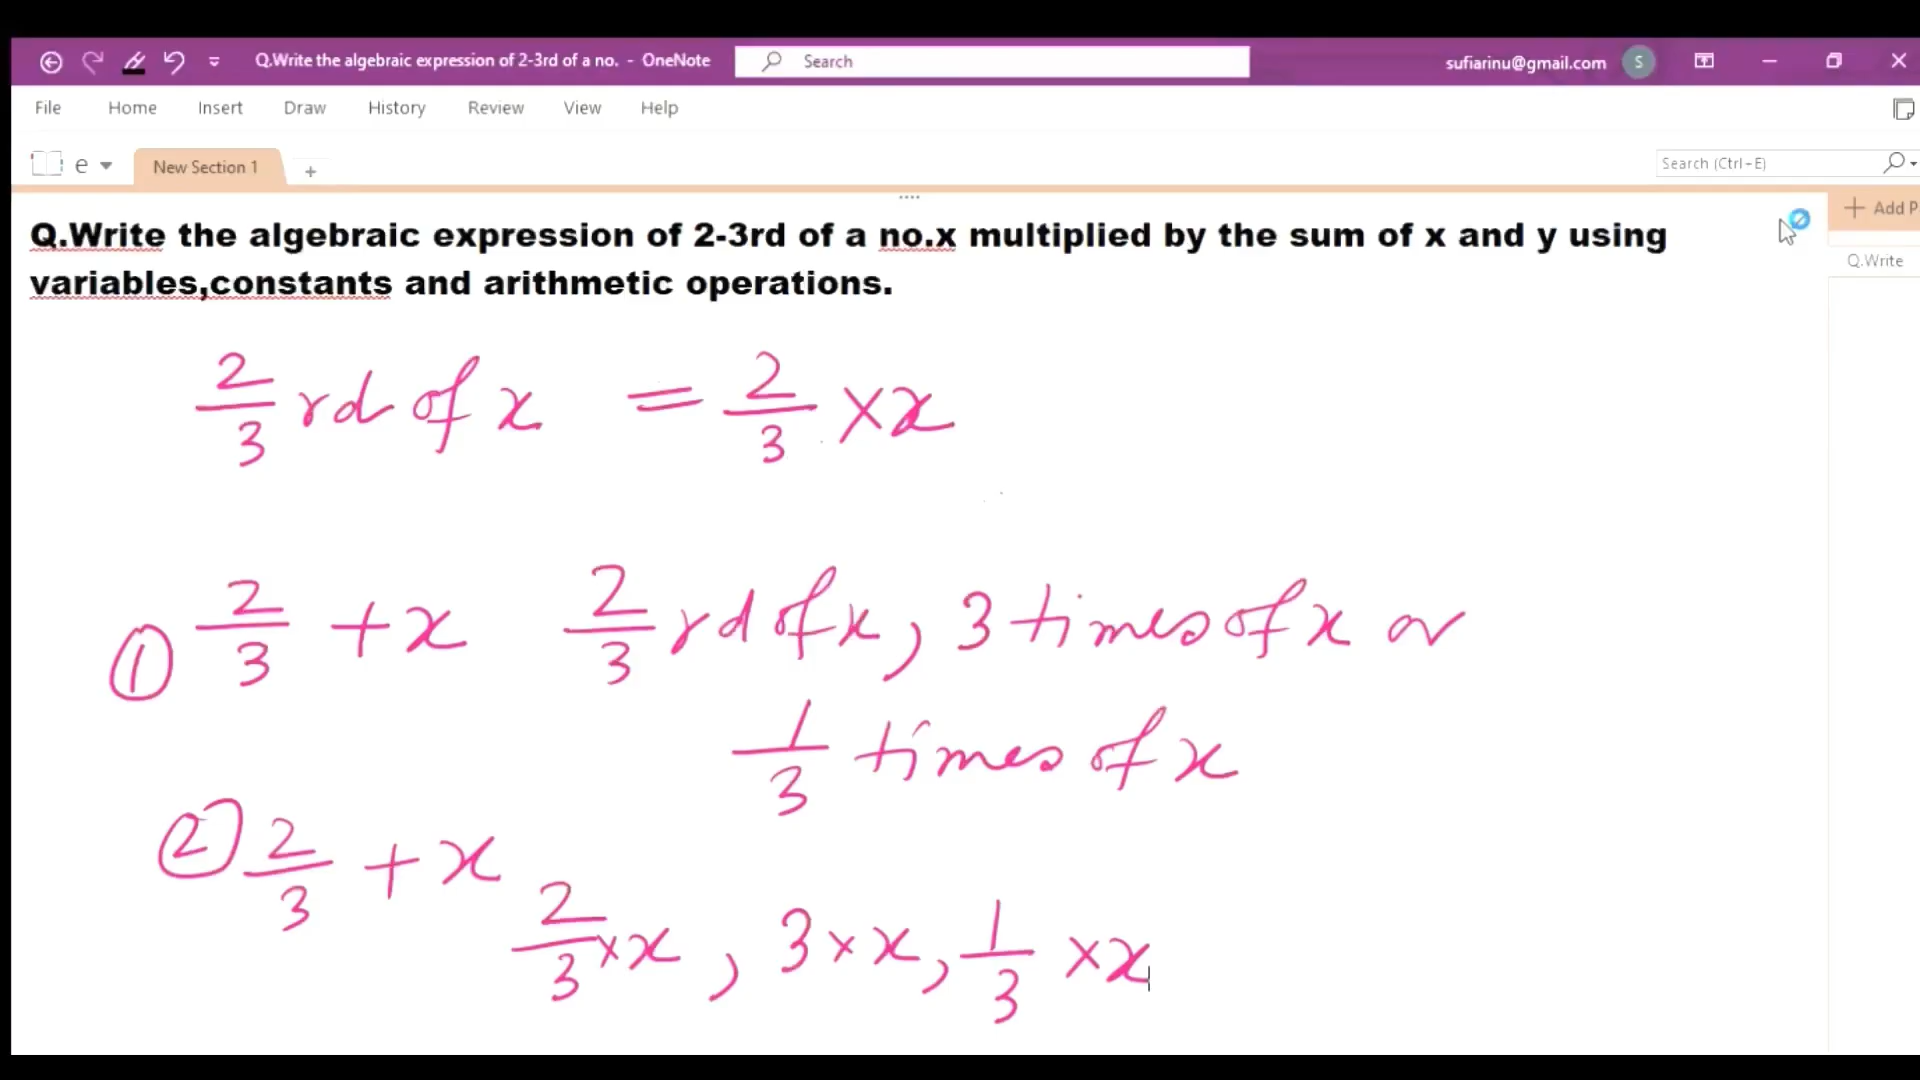 Q.Write the algebraic expression of 2-3rd of a no. - OneNote
Search
sufiarinu@gmail.com
S
File Home Insert Draw History Review View Help
e
New Section 1
+
Search (Ctrl-E)
Add P
Q.Write
Q.Write the algebraic expression of 2-3rd of a no.x multiplied by the sum of x and y using
variables,constants and arithmetic operations.
2/3 rd of x = 2/3 × x
① 2/3 + x 2/3 rd of x, 3 times of x or
1/3 times of x
② 2/3 + x
2/3 × x, 3 × x, 1/3 × x